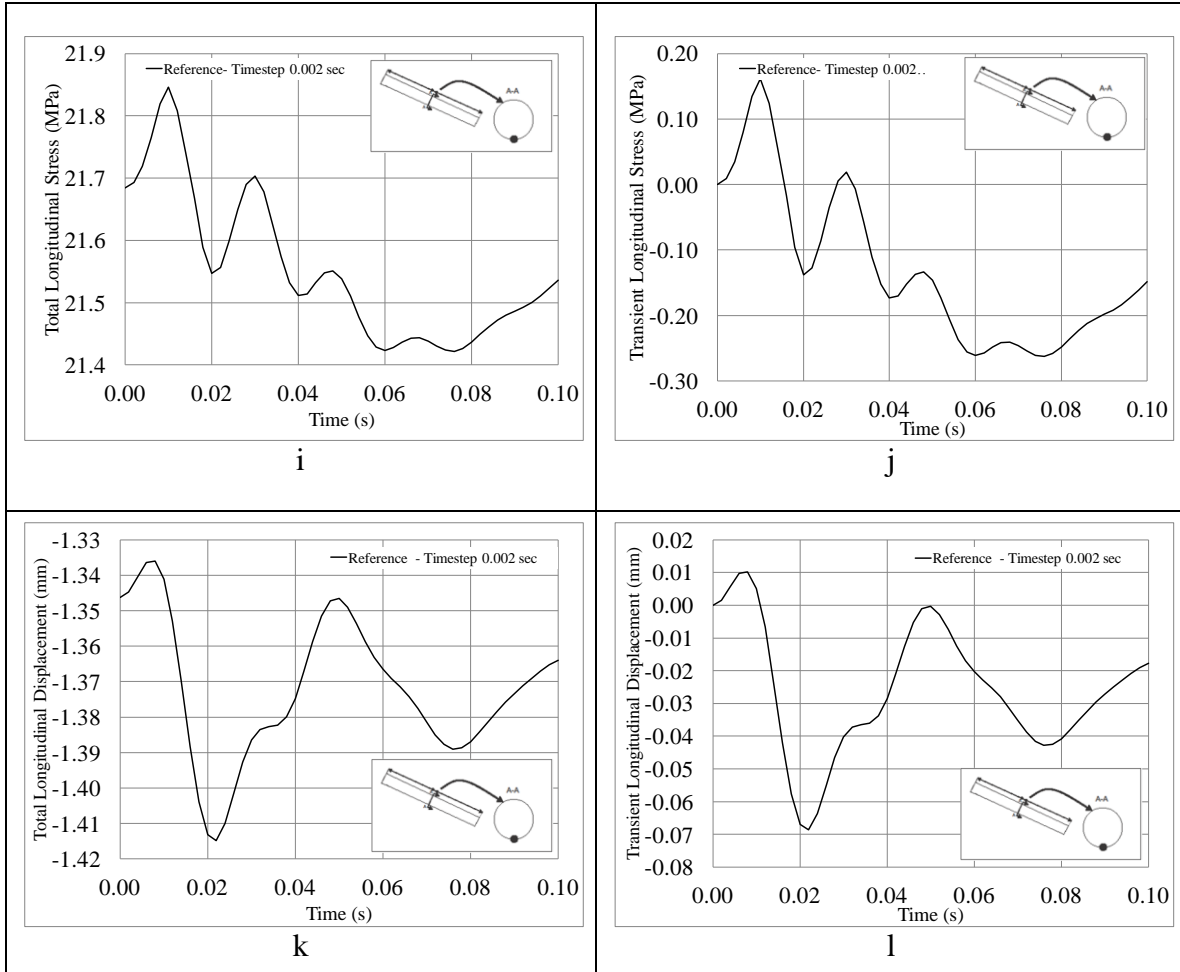 Total Longitudinal Stress (MPa)
21.9
21.8
21.7
21.6
21.5
21.4
Reference- Timestep 0.002 sec
A-A
0.00 0.02 0.04 0.06 0.08 0.10
Time (s)
i
Transient Longitudinal Stress (MPa)
0.20
0.10
0.00
-0.10
-0.20
-0.30
Reference- Timestep 0.002…
A-A
0.00 0.02 0.04 0.06 0.08 0.10
Time (s)
j
Total Longitudinal Displacement (mm)
-1.33
-1.34
-1.35
-1.36
-1.37
-1.38
-1.39
-1.40
-1.41
-1.42
Reference - Timestep 0.002 sec
A-A
0.00 0.02 0.04 0.06 0.08 0.10
Time (s)
k
Transient Longitudinal Displacement (mm)
0.02
0.01
0.00
-0.01
-0.02
-0.03
-0.04
-0.05
-0.06
-0.07
-0.08
Reference - Timestep 0.002 sec
A-A
0.00 0.02 0.04 0.06 0.08 0.10
Time (s)
l